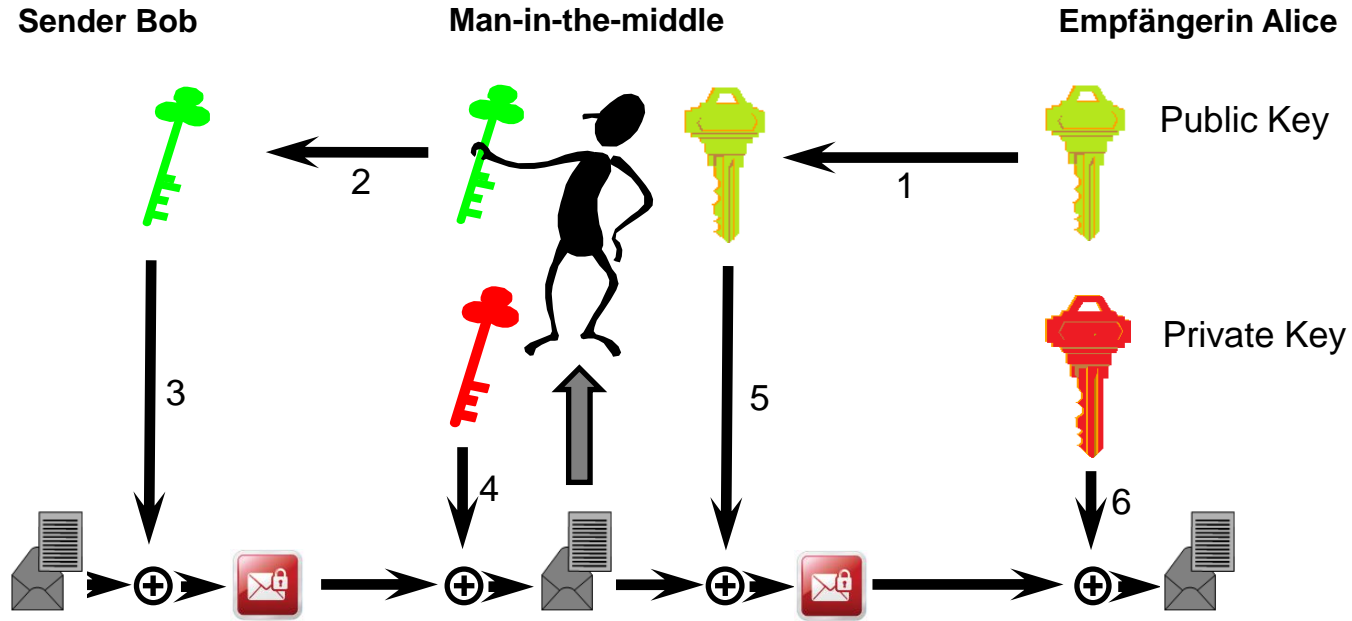 Sender Bob
Man-in-the-middle
Empfängerin Alice
Public Key
2
1
Private Key
3
5
4
6